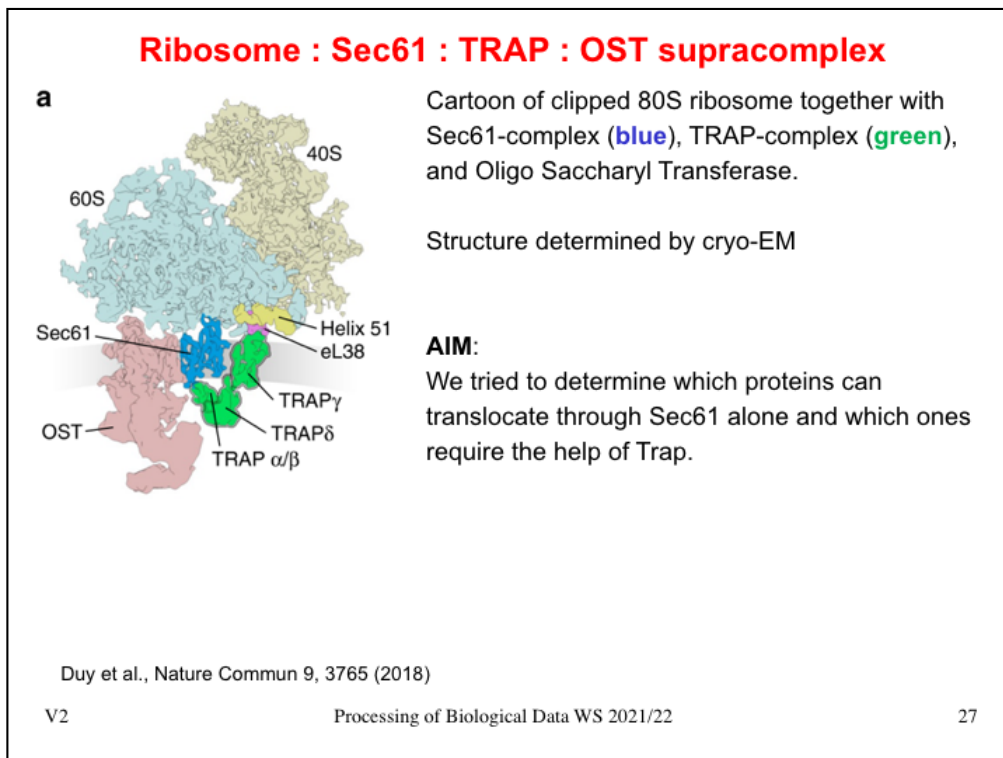 Ribosome : Sec61 : TRAP : OST supracomplex
a
40S
60S
Sec61
Helix 51
eL38
TRAPγ
OST
TRAPδ
TRAP α/β
Cartoon of clipped 80S ribosome together with
Sec61-complex (blue), TRAP-complex (green),
and Oligo Saccharyl Transferase.
Structure determined by cryo-EM
AIM:
We tried to determine which proteins can
translocate through Sec61 alone and which ones
require the help of Trap.
Duy et al., Nature Commun 9, 3765 (2018)
V2
Processing of Biological Data WS 2021/22
27